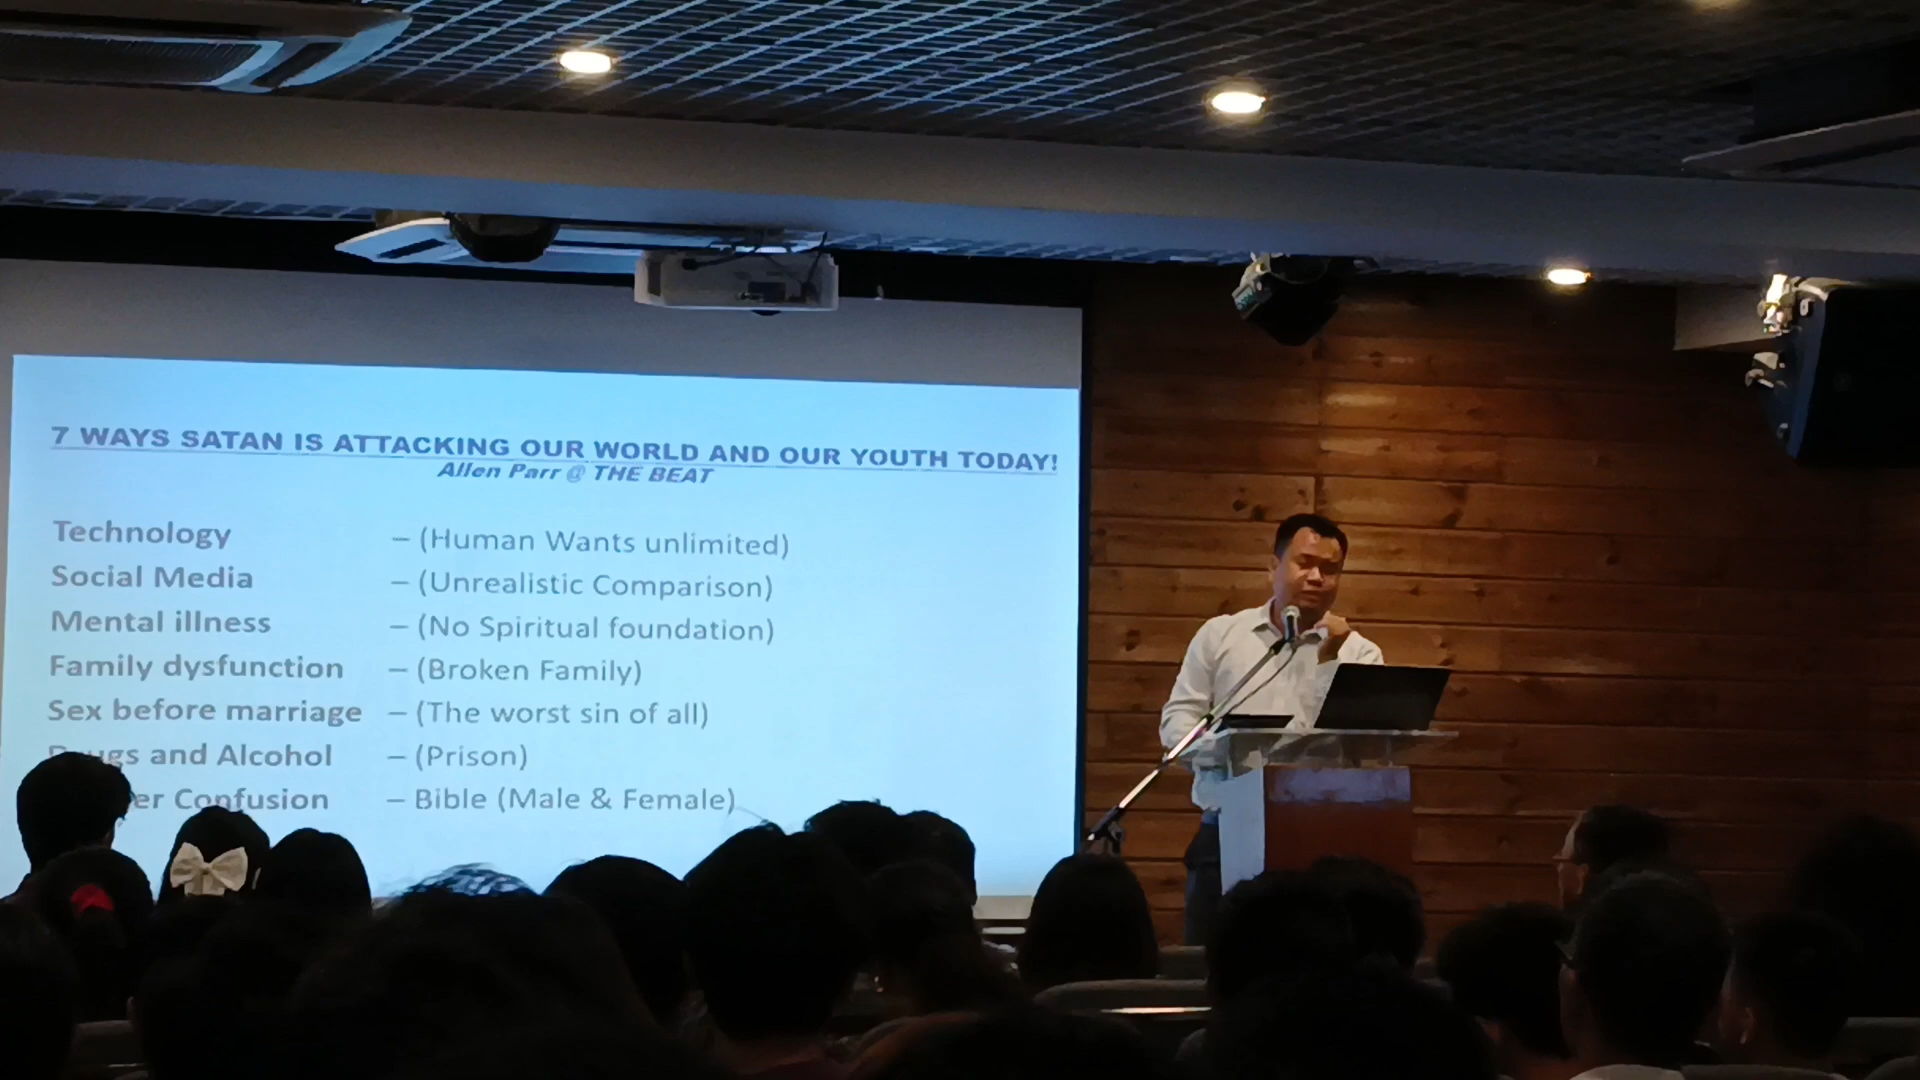 7 WAYS SATAN IS ATTACKING OUR WORLD AND OUR YOUTH TODAY!
Allen Parr @ THE BEAT
Technology – (Human Wants unlimited)
Social Media – (Unrealistic Comparison)
Mental illness – (No Spiritual foundation)
Family dysfunction – (Broken Family)
Sex before marriage – (The worst sin of all)
Drugs and Alcohol – (Prison)
Confusion – Bible (Male & Female)